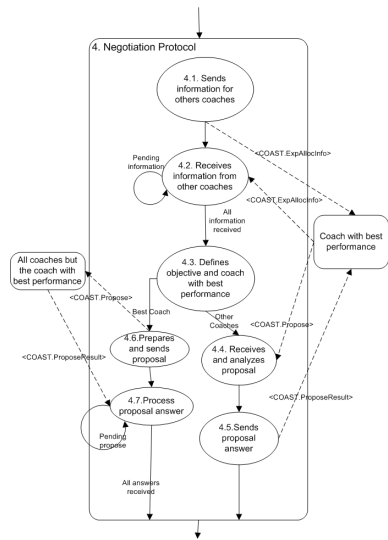 4. Negotiation Protocol
4.1. Sends
information for
others coaches
<COAST.ExpAllocInfo>
Pending
information
4.2. Receives
information from
other coaches
<COAST.ExpAllocInfo>
All
information
received
Coach with best
performance
All coaches but
the coach with
best performance
4.3. Defines
objective and coach
with best
performance
<COAST.Propose>
Best Coach
Other
Coaches
<COAST.Propose>
4.6.Prepares
and sends
proposal
4.4. Receives
and analyzes
proposal
<COAST.ProposeResult>
4.7.Process
proposal answer
<COAST.ProposeResult>
4.5.Sends
proposal
answer
Pending
propose
All answers
received